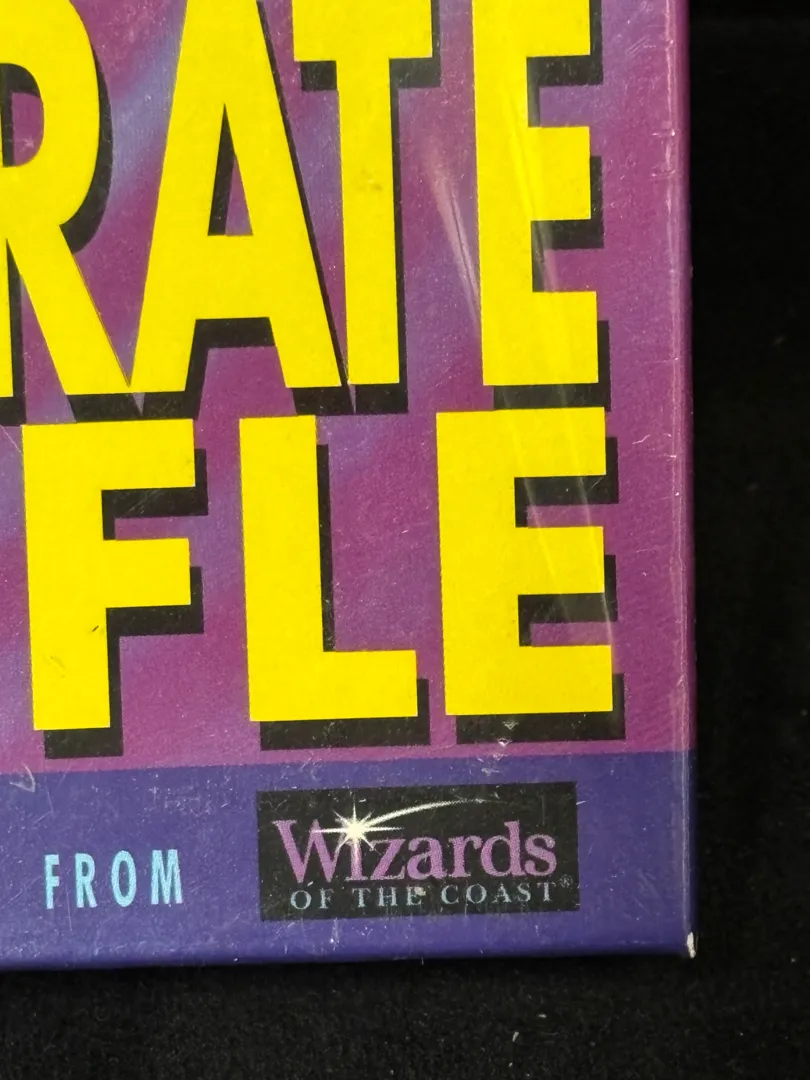 RATE
FLE
FROM Wizards
OF THE COAST®